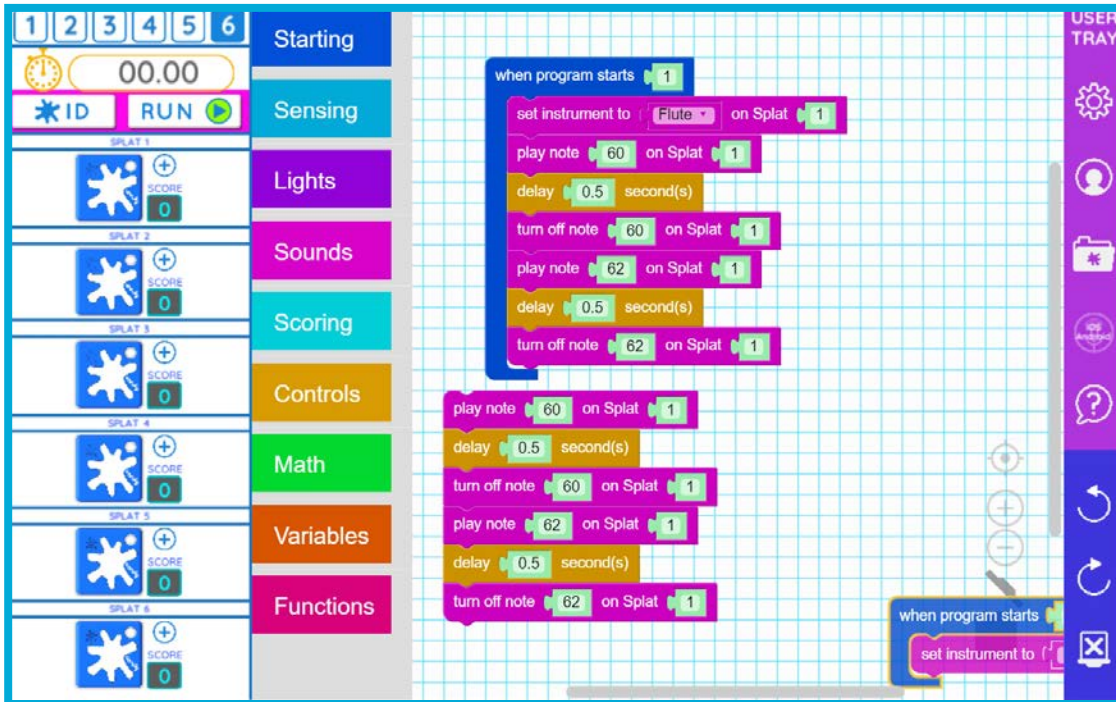 1 2 3 4 5 6
00.00
ID RUN
SPLAT 1
SCORE
0
SPLAT 2
SCORE
0
SPLAT 3
SCORE
0
SPLAT 4
SCORE
0
SPLAT 5
SCORE
0
SPLAT 6
SCORE
0
Starting
Sensing
Lights
Sounds
Scoring
Controls
Math
Variables
Functions
when program starts 1
set instrument to Flute on Splat 1
play note 60 on Splat 1
delay 0.5 second(s)
turn off note 60 on Splat 1
play note 62 on Splat 1
delay 0.5 second(s)
turn off note 62 on Splat 1
play note 60 on Splat 1
delay 0.5 second(s)
turn off note 60 on Splat 1
play note 62 on Splat 1
delay 0.5 second(s)
turn off note 62 on Splat 1
when program starts
set instrument to
USER
TRAY
iOS
Android